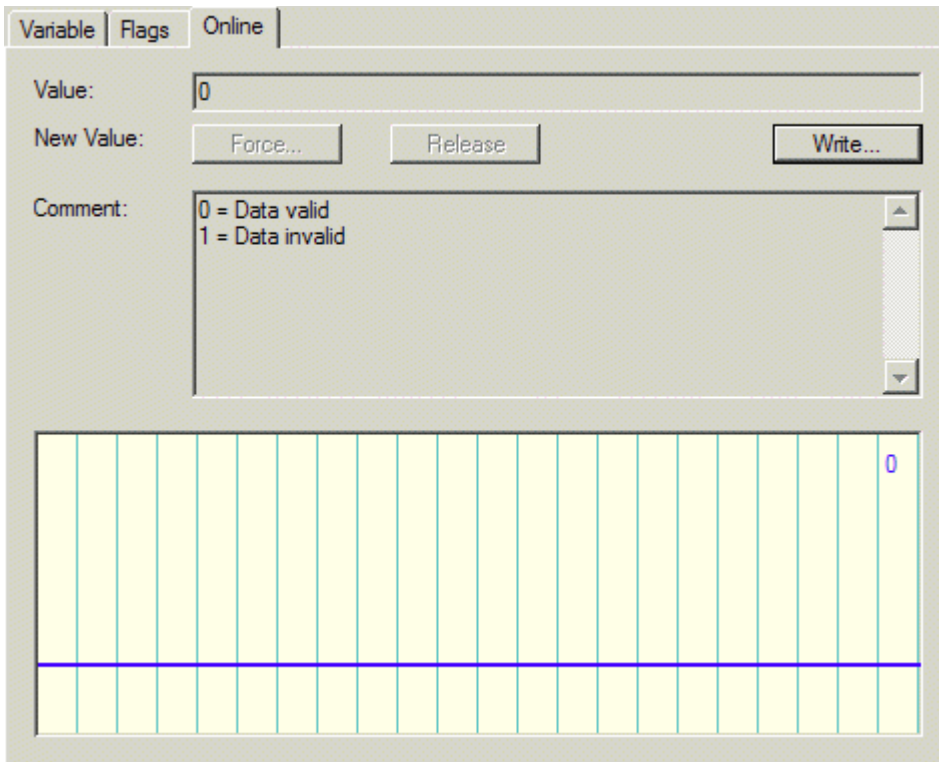 Variable Flags Online
Value: 0
New Value: Force... Release Write...
Comment: 0 = Data valid
1 = Data invalid
0